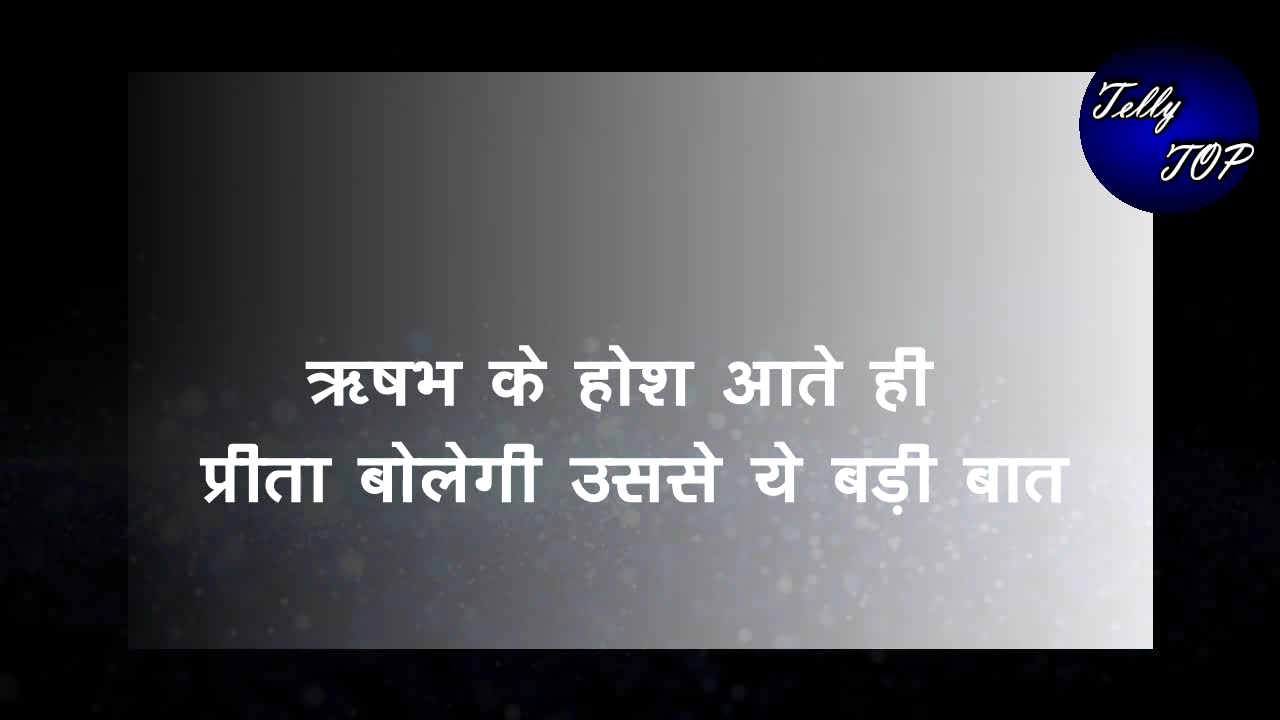 Telly
TOP
ऋषभ के होश आते ही
प्रीता बोलेगी उससे ये बड़ी बात